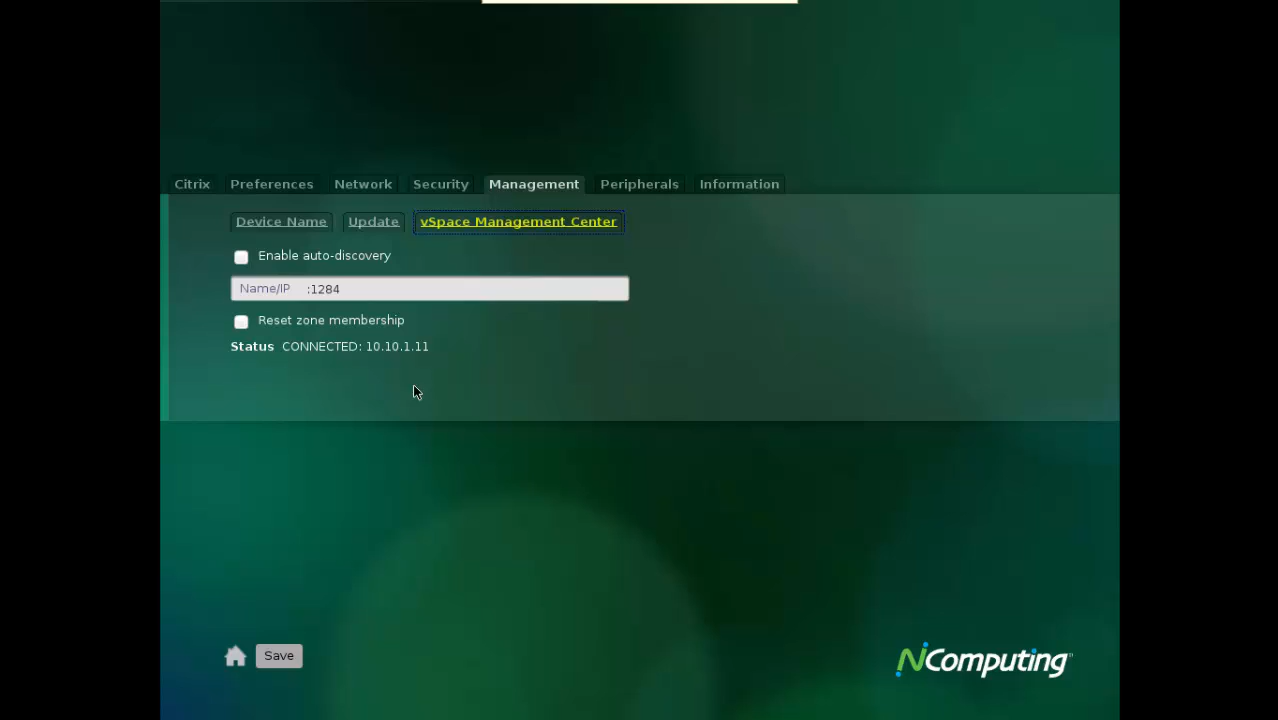 Citrix Preferences Network Security Management Peripherals Information
Device Name Update vSpace Management Center
Enable auto-discovery
Name/IP :1284
Reset zone membership
Status CONNECTED: 10.10.1.11
Save
NComputing™